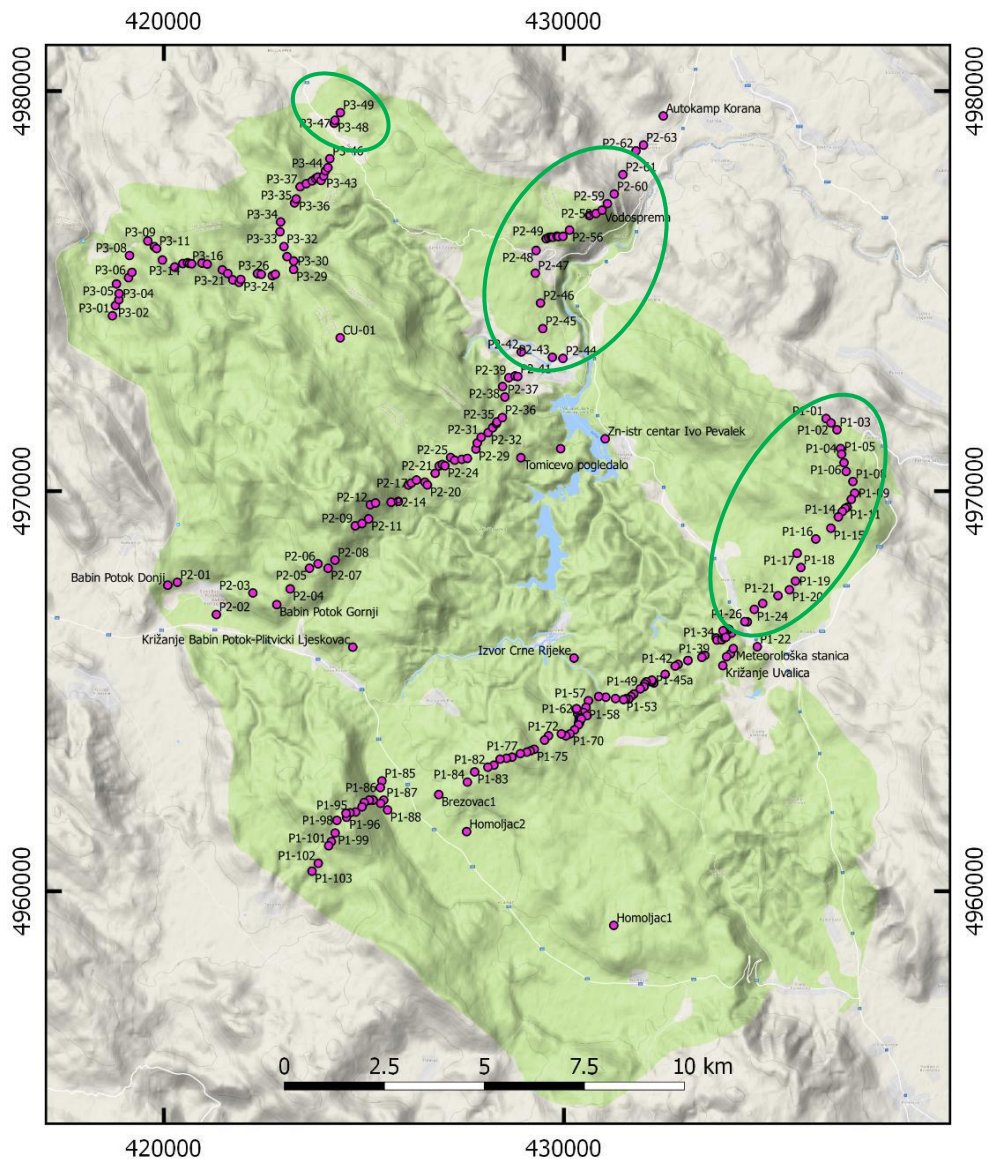 420000
430000
4980000
4980000
P3-49
P3-47
P3-48
Autokamp Korana
P3-46
P2-62
P2-63
P3-44
P2-61
P3-37
P3-43
P2-60
P3-35
P2-59
P3-36
P2-58
Vodosprema
P3-34
P3-09
P2-49
P2-56
P3-33
P3-32
P3-11
P3-08
P2-48
P3-14
P3-16
P3-30
P3-06
P3-26
P2-47
P3-29
P3-21
P3-24
P3-05
P3-04
P2-46
P3-01
P3-02
P2-45
CU-01
P2-42
P2-43
P2-44
P2-39
P2-41
P2-38
P2-37
P1-01
P2-35
P2-36
P1-03
P1-02
P2-31
P2-32
Zn-istr centar Ivo Pevalek
P1-04
P1-05
P2-25
P2-29
P2-21
P2-24
Tomicevo pogledalo
P1-06
P1-08
4970000
4970000
P2-17
P2-20
P1-09
P2-12
P2-14
P1-14
P1-11
P2-09
P2-11
P1-16
P1-15
P2-06
P2-08
P1-17
P1-18
Babin Potok Donji
P2-01
P2-03
P2-05
P2-07
P1-19
P2-04
P1-21
P1-20
P2-02
Babin Potok Gornji
P1-26
P1-24
Križanje Babin Potok-Plitvicki Ljeskovac
P1-34
P1-22
Izvor Crne Rijeke
P1-39
Meteorološka stanica
P1-42
Križanje Uvalica
P1-49
P1-45a
P1-57
P1-53
P1-62
P1-58
P1-72
P1-70
P1-77
P1-75
P1-82
P1-85
P1-84
P1-83
P1-86
P1-87
Brezovac1
P1-95
P1-88
P1-98
P1-96
Homoljac2
P1-101
P1-99
P1-102
P1-103
4960000
4960000
Homoljac1
0 2.5 5 7.5 10 km
420000
430000